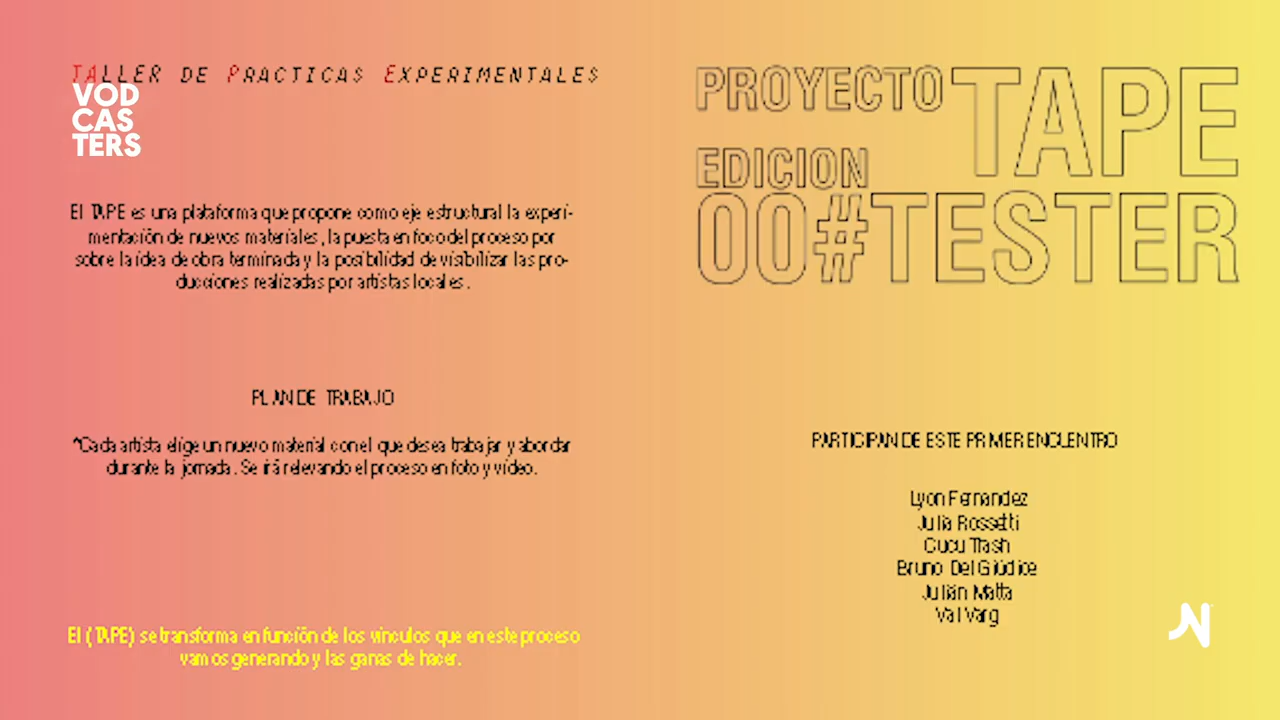 TALLER DE PRACTICAS EXPERIMENTALES
VOD
CAS
TERS
El TAPE es una plataforma que propone como eje estructural la experi-
mentación de nuevos materiales, la puesta en foco del proceso por
sobre la idea de obra terminada y la posibilidad de visibilizar las pro-
ducciones realizadas por artistas locales.
PLAN DE TRABAJO
*Cada artista elige un nuevo material con el que desea trabajar y abordar
durante la jornada. Se irá relevando el proceso en foto y vídeo.
El (TAPE) se transforma en función de los vínculos que en este proceso
vamos generando y las ganas de hacer.
PROYECTO TAPE
EDICION
00#TESTER
PARTICIPAN DE ESTE PRIMER ENCUENTRO
Lyon Fernandez
Julia Rossetti
Cucu Trash
Bruno Del Giúdice
Julián Matta
Val Varg